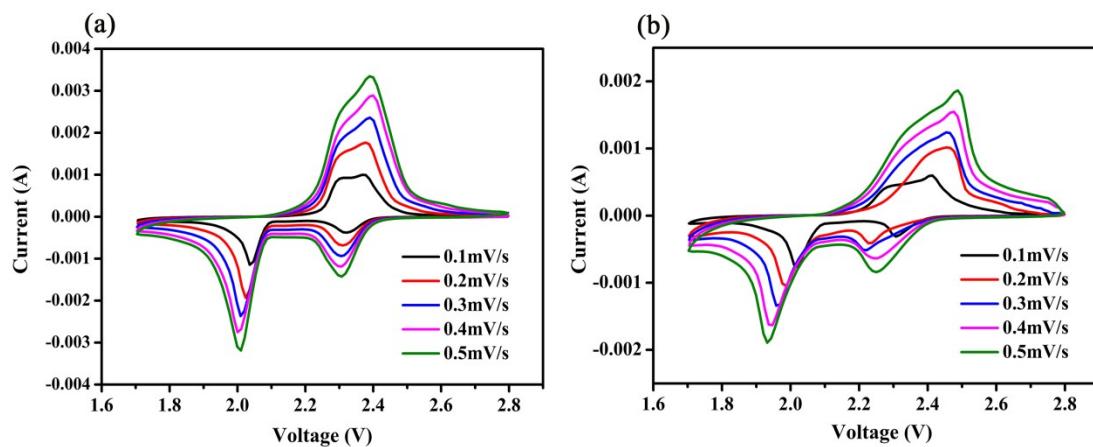 (a)
0.004
0.003
0.002
0.001
0.000
-0.001
-0.002
-0.003
-0.004
Current (A)
1.6
1.8
2.0
2.2
2.4
2.6
2.8
Voltage (V)
0.1mV/s
0.2mV/s
0.3mV/s
0.4mV/s
0.5mV/s
(b)
0.002
0.001
0.000
-0.001
-0.002
Current (A)
1.6
1.8
2.0
2.2
2.4
2.6
2.8
Voltage (V)
0.1mV/s
0.2mV/s
0.3mV/s
0.4mV/s
0.5mV/s